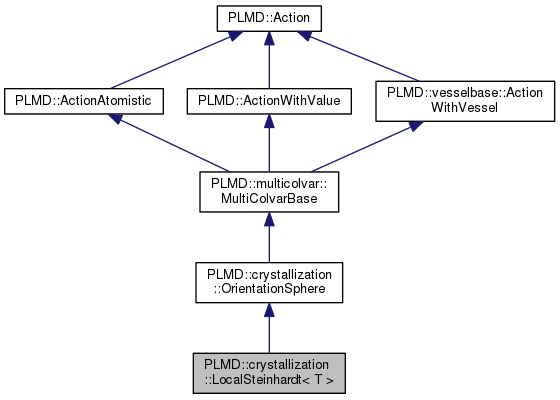 PLMD::Action
PLMD::ActionAtomistic
PLMD::ActionWithValue
PLMD::vesselbase::Action
WithVessel
PLMD::multicolvar::
MultiColvarBase
PLMD::crystallization
::OrientationSphere
PLMD::crystallization
::LocalSteinhardt< T >